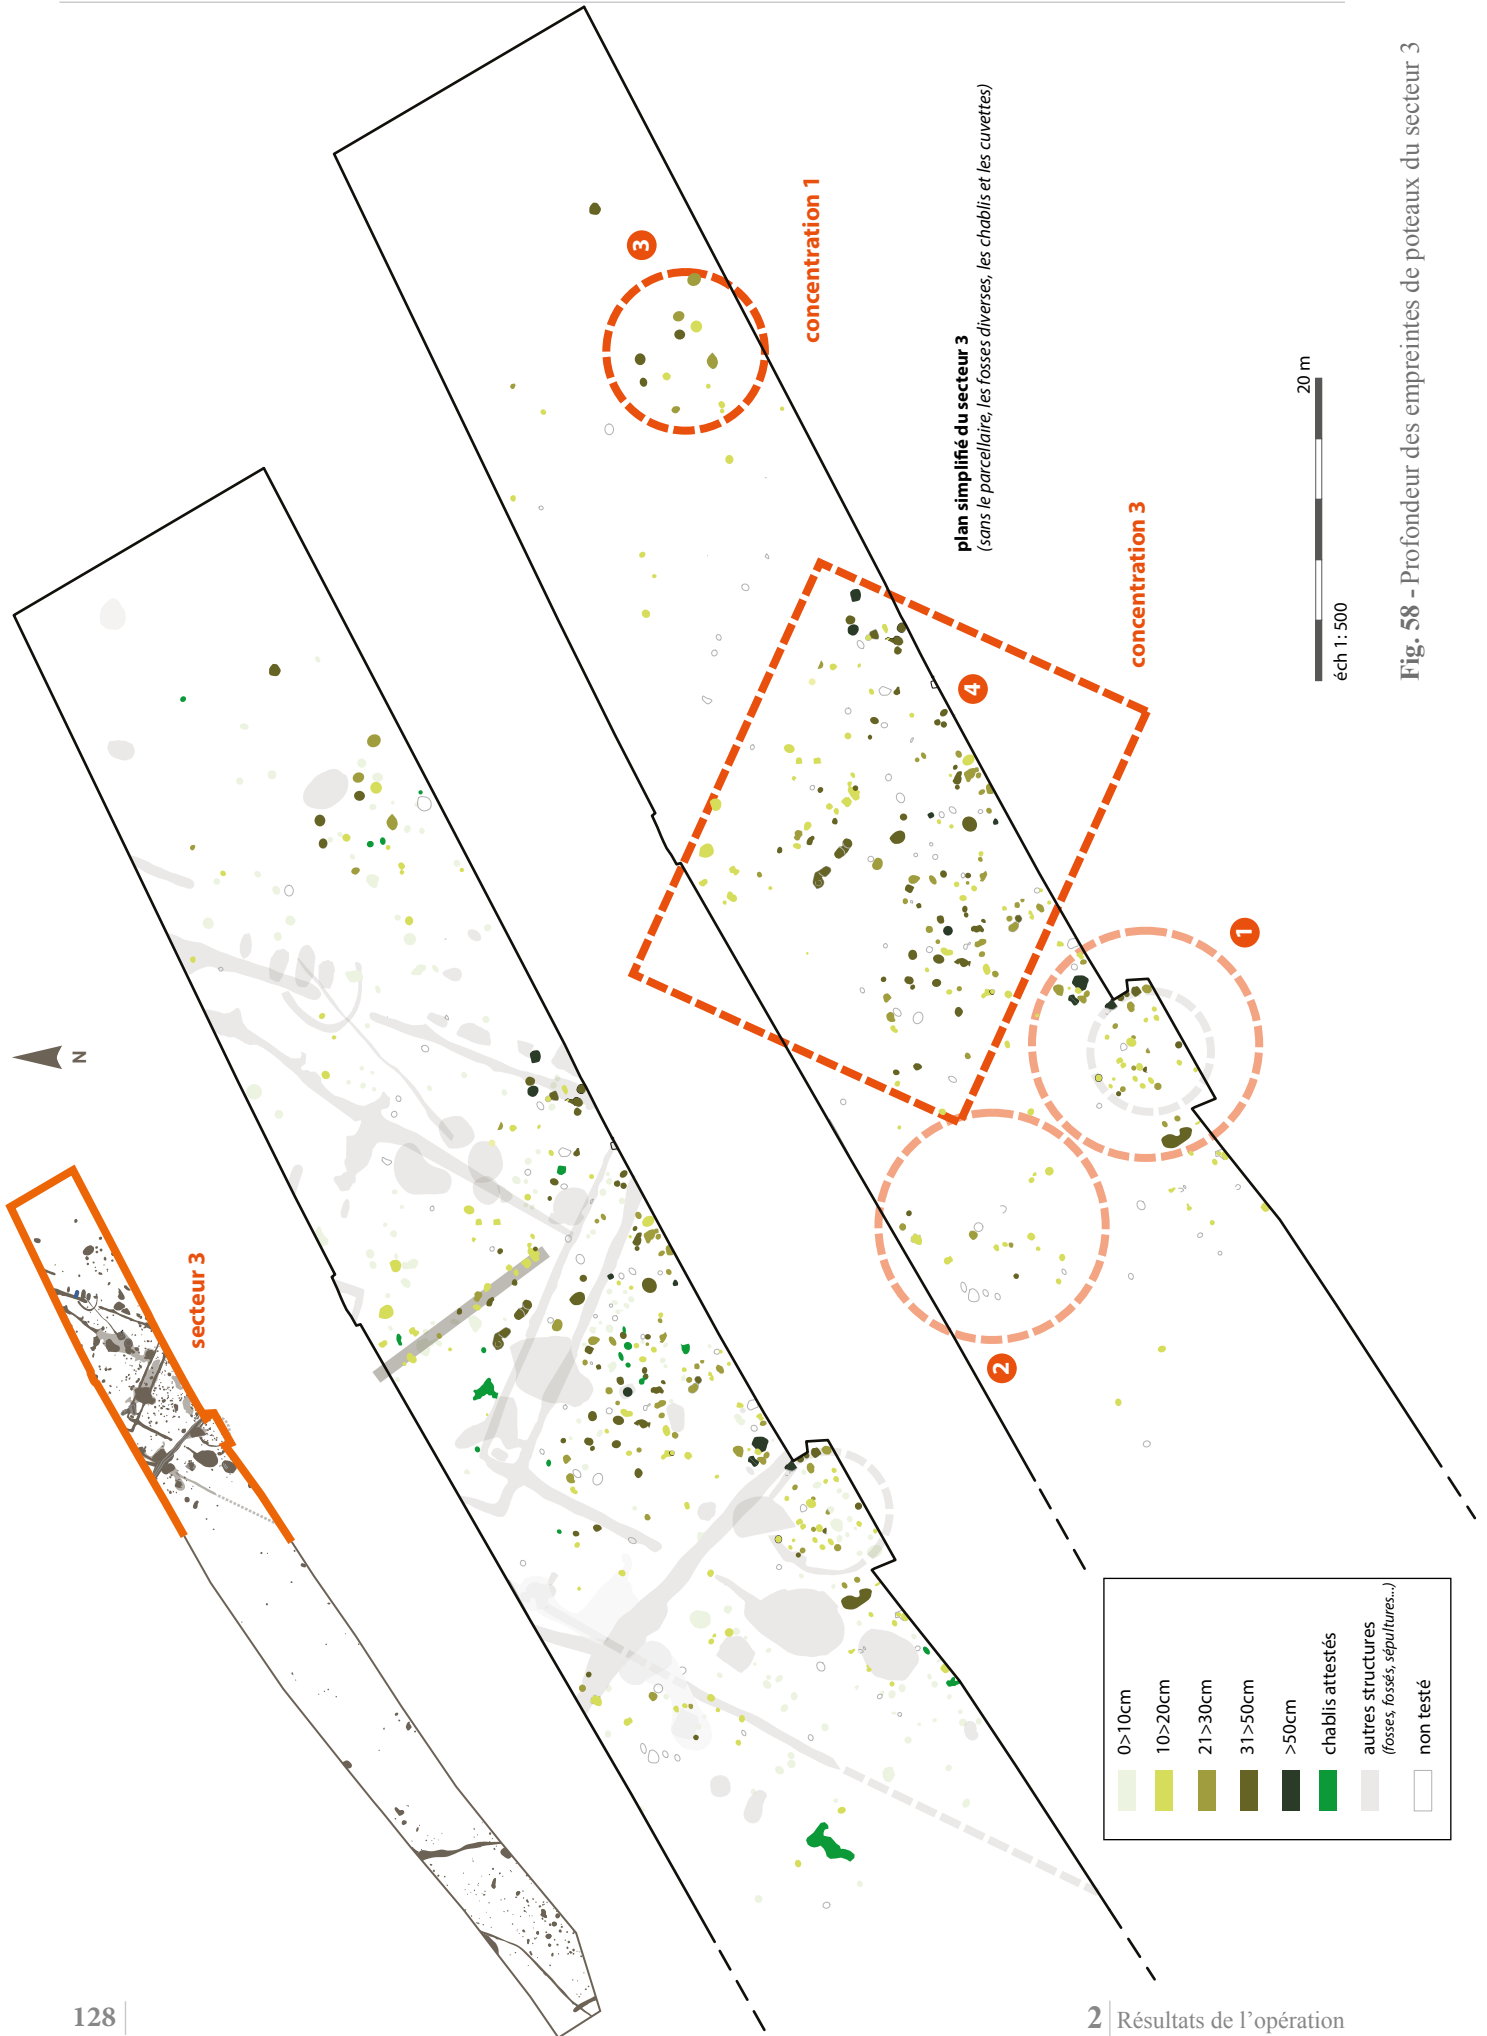 N
secteur 3
3
concentration 1
plan simplifié du secteur 3
(sans le parcellaire, les fosses diverses, les chablis et les cuvettes)
concentration 3
4
1
2
20 m
éch 1 : 500
0>10cm
10>20cm
21>30cm
31>50cm
>50cm
chablis attestés
autres structures
(fosses, fossés, sépultures...)
non testé
Fig. 58 - Profondeur des empreintes de poteaux du secteur 3
128
2 Résultats de l'opération